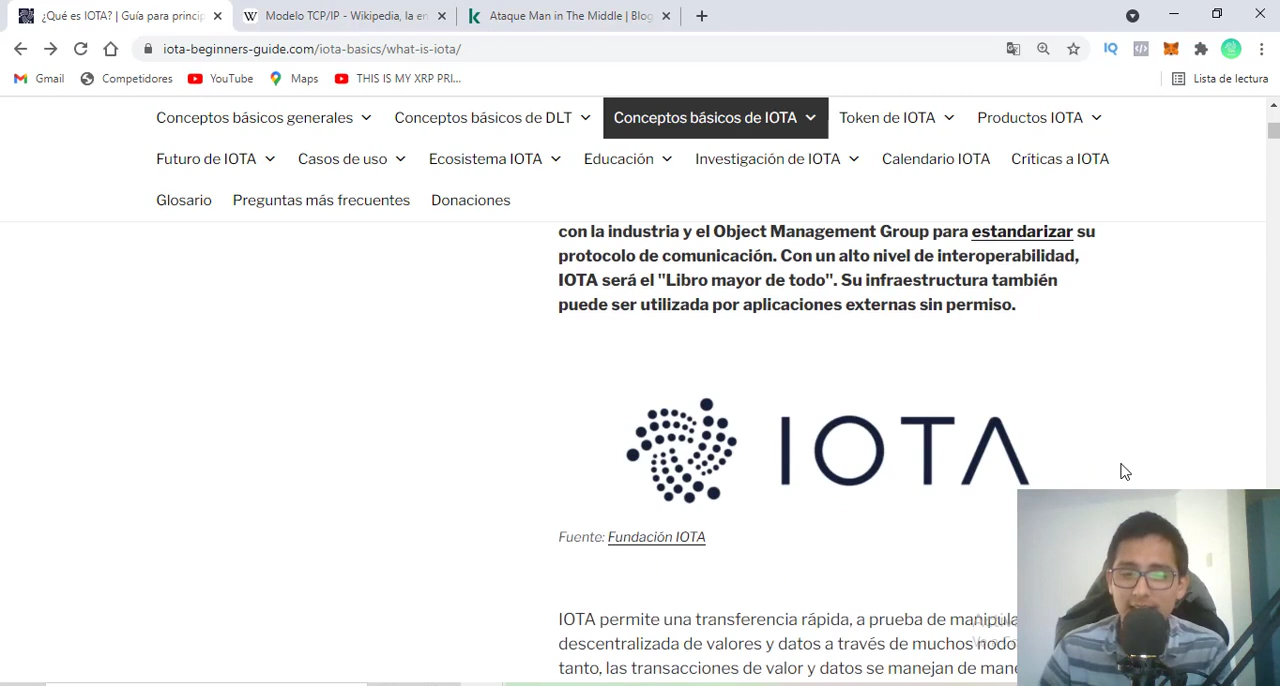 ¿Qué es IOTA? | Guía para princip
Modelo TCP/IP - Wikipedia, la en
Ataque Man in The Middle | Blog
iota-beginners-guide.com/iota-basics/what-is-iota/
Gmail
Competidores
YouTube
Maps
THIS IS MY XRP PRI...
Lista de lectura
Conceptos básicos generales
Conceptos básicos de DLT
Conceptos básicos de IOTA
Token de IOTA
Productos IOTA
Futuro de IOTA
Casos de uso
Ecosistema IOTA
Educación
Investigación de IOTA
Calendario IOTA
Críticas a IOTA
Glosario
Preguntas más frecuentes
Donaciones
con la industria y el Object Management Group para estandarizar su
protocolo de comunicación. Con un alto nivel de interoperabilidad,
IOTA será el "Libro mayor de todo". Su infraestructura también
puede ser utilizada por aplicaciones externas sin permiso.
IOTA
Fuente: Fundación IOTA
IOTA permite una transferencia rápida, a prueba de manipula
descentralizada de valores y datos a través de muchos nodo
tanto, las transacciones de valor y datos se manejan de mane